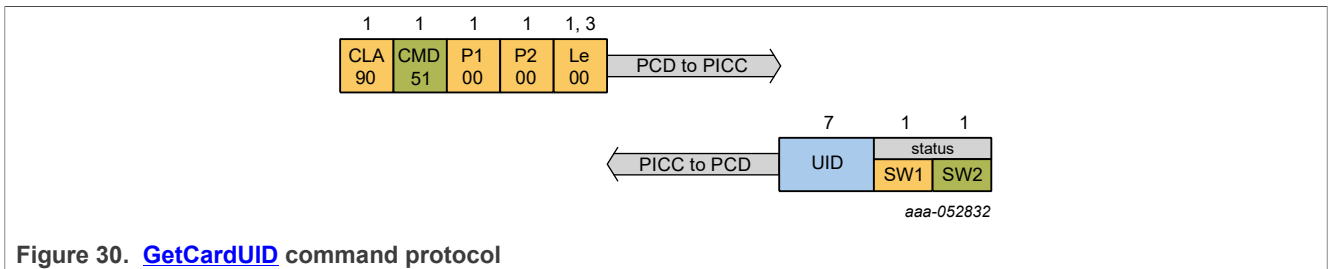 1 1 1 1 1, 3
CLA CMD P1 P2 Le
90 51 00 00 00
PCD to PICC
7 1 1
PICC to PCD
UID
status
SW1 SW2
aaa-052832
Figure 30. GetCardUID command protocol